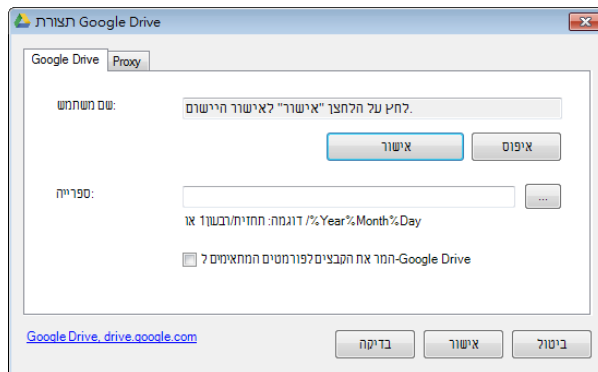 תצורת Google Drive
Google Drive
Proxy
שם משתמש:
לחץ על הלחצן "אישור" לאישור היישום.
אישור
איפוס
ספרייה:
...
דוגמה: תחזית/רבעון1 או /%Year%Month%Day
המר את הקבצים לפורמטים המתאימים ל-Google Drive
Google Drive, drive.google.com
בדיקה
אישור
ביטול